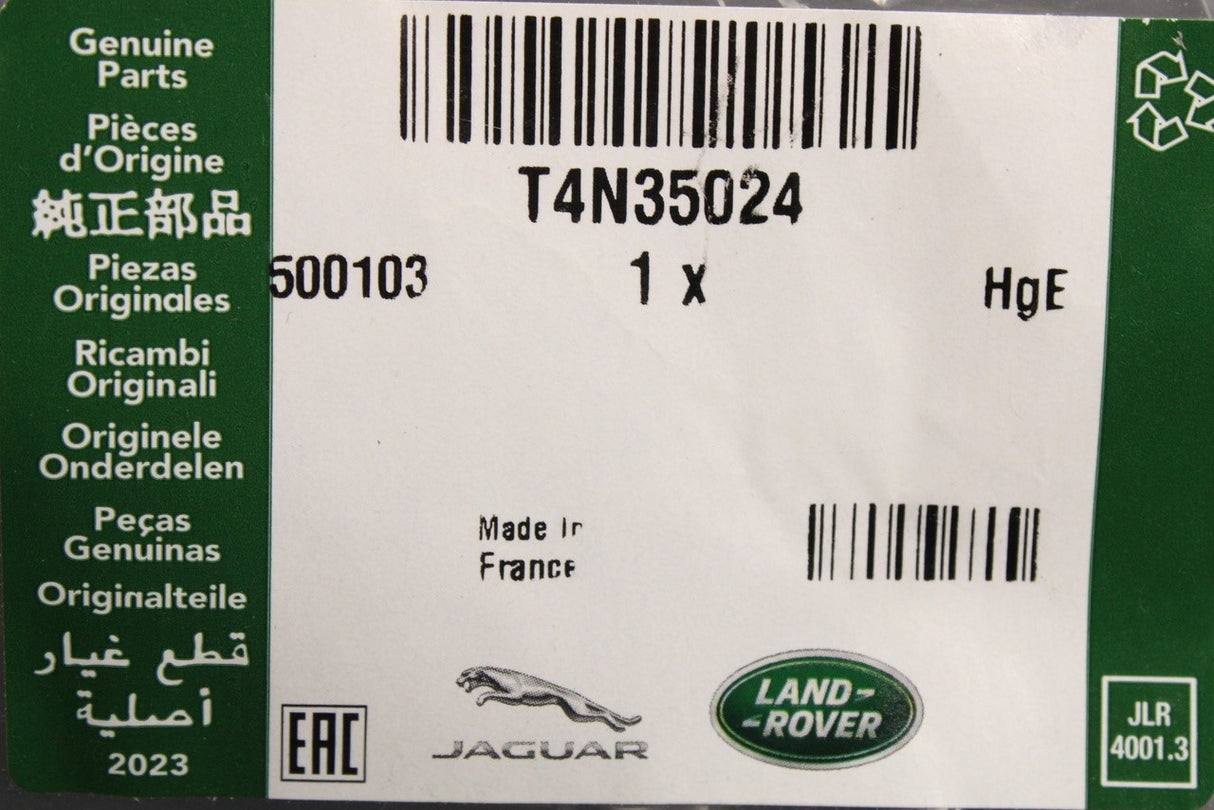 Genuine
Parts
Pièces
d'Origine
純正部品
Piezas
Originales
Ricambi
Originali
Originele
Onderdelen
Peças
Genuinas
Originalteile
قطع غيار
أصلية
2023
T4N35024
500103 1 x HgE
Made In
France
EAC
JAGUAR
LAND-
-ROVER
JLR
4001.3